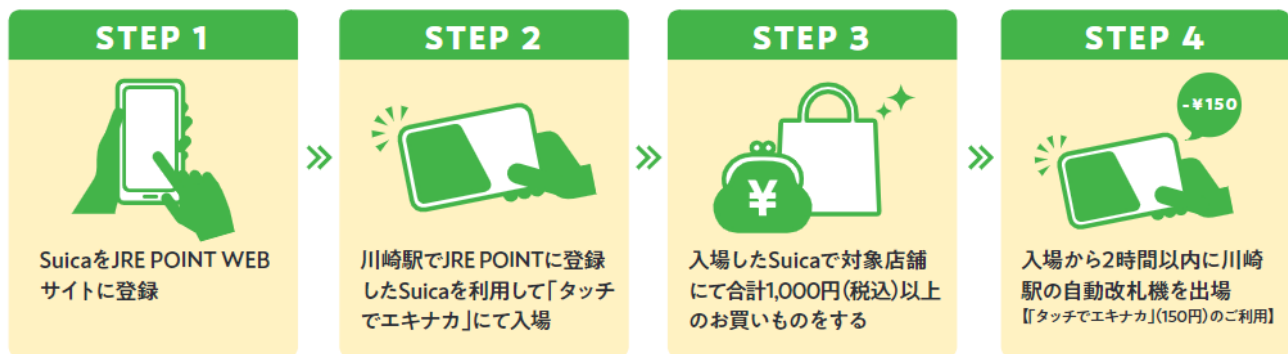 STEP 1
SuicaをJRE POINT WEB
サイトに登録
STEP 2
川崎駅でJRE POINTに登録
したSuicaを利用して「タッチ
でエキナカ」にて入場
STEP 3
¥
入場したSuicaで対象店舗
にて合計1,000円(税込)以上
のお買いものをする
STEP 4
-¥150
入場から2時間以内に川崎
駅の自動改札機を出場
【「タッチでエキナカ」(150円)のご利用】